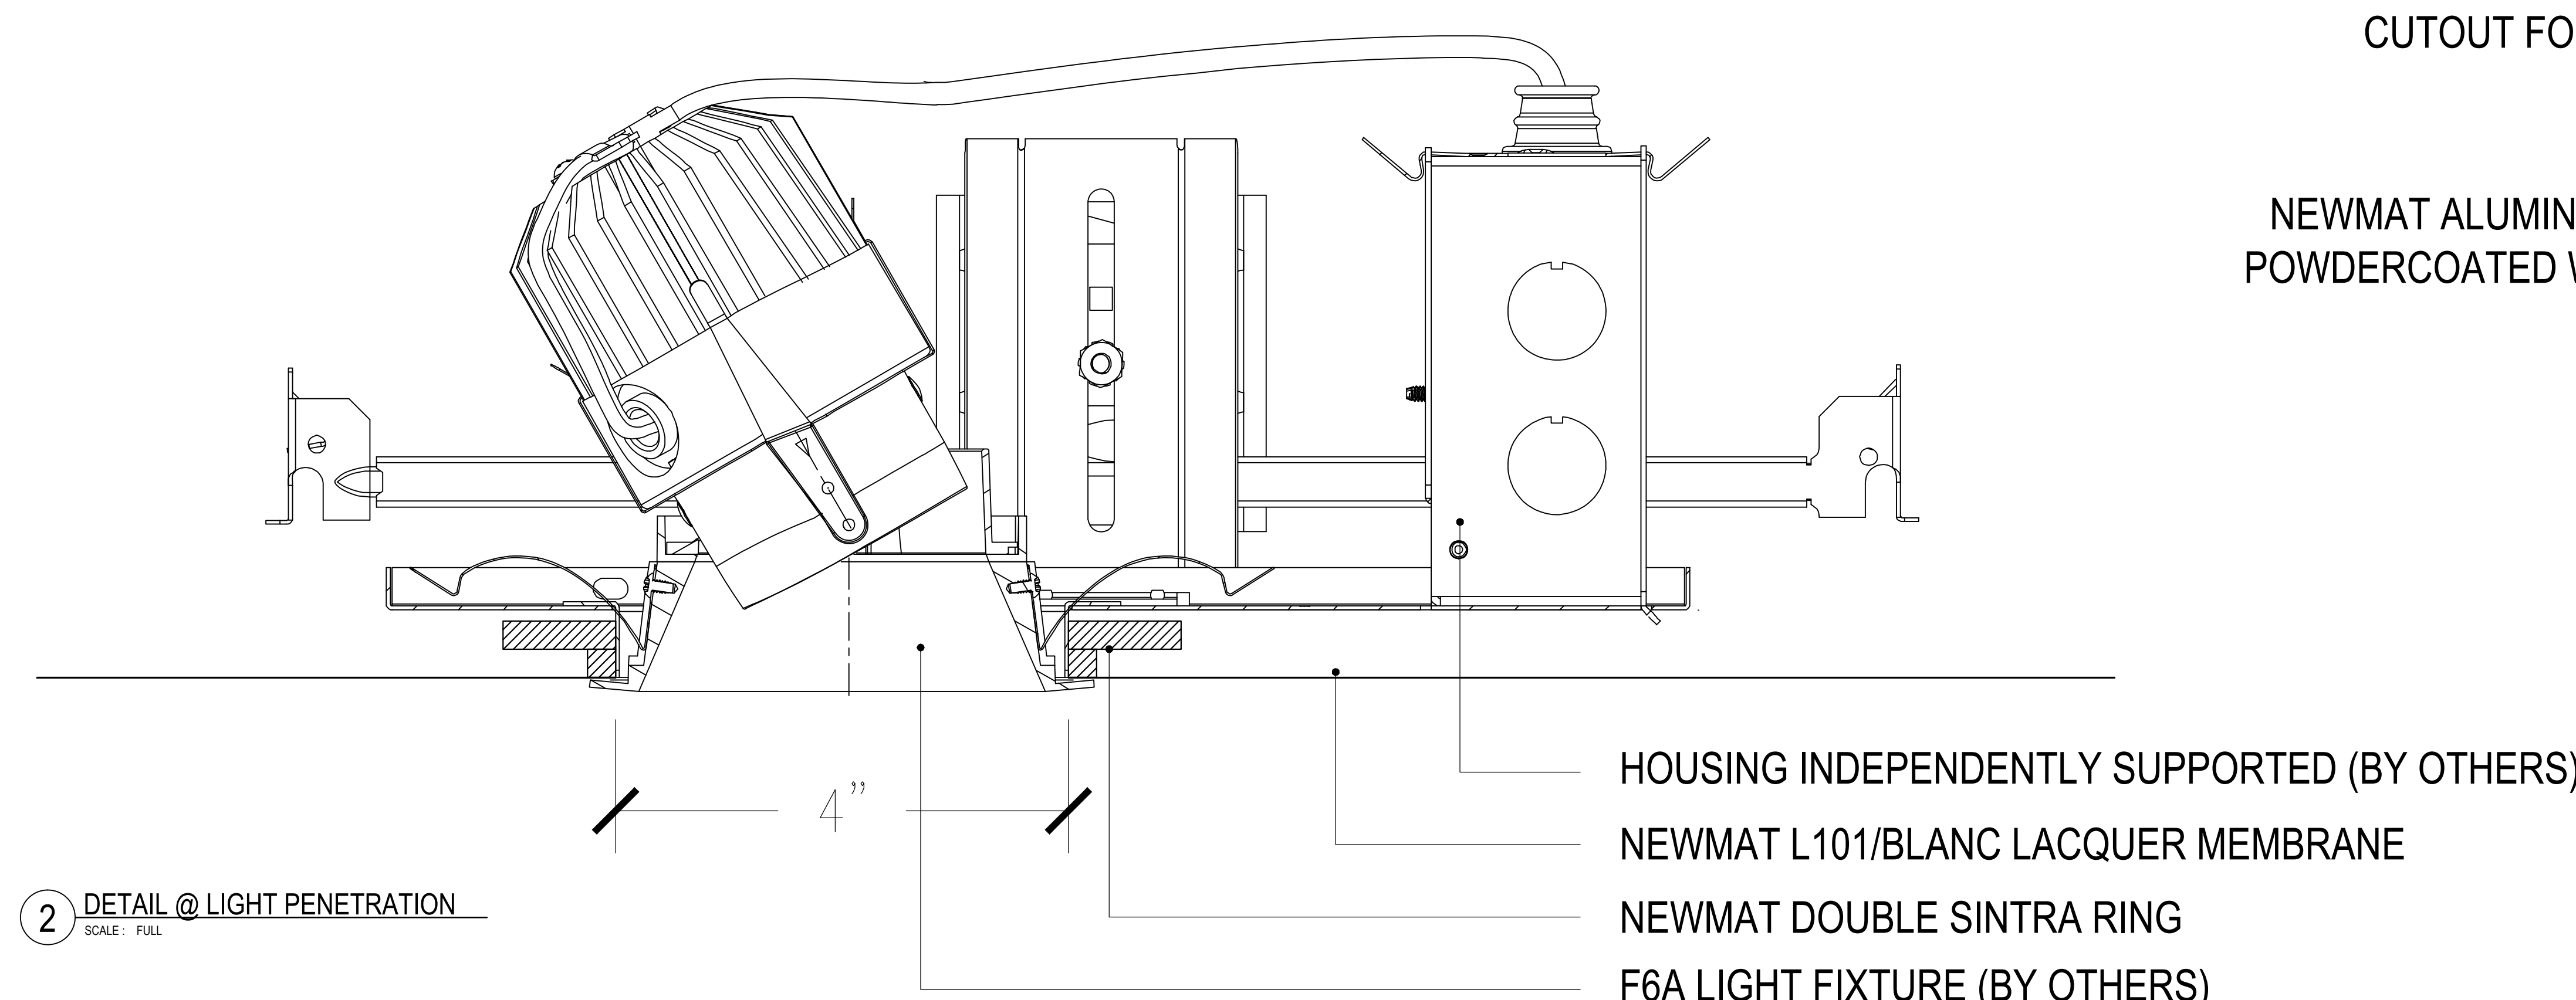 CUTOUT FO
NEWMAT ALUMIN
POWDERCOATED
HOUSING INDEPENDENTLY SUPPORTED (BY OTHERS)
4"
NEWMAT L101/BLANC LACQUER MEMBRANE
2 DETAIL @ LIGHT PENETRATION
SCALE : FULL
NEWMAT DOUBLE SINTRA RING
F6A LIGHT FIXTURE (BY OTHERS)